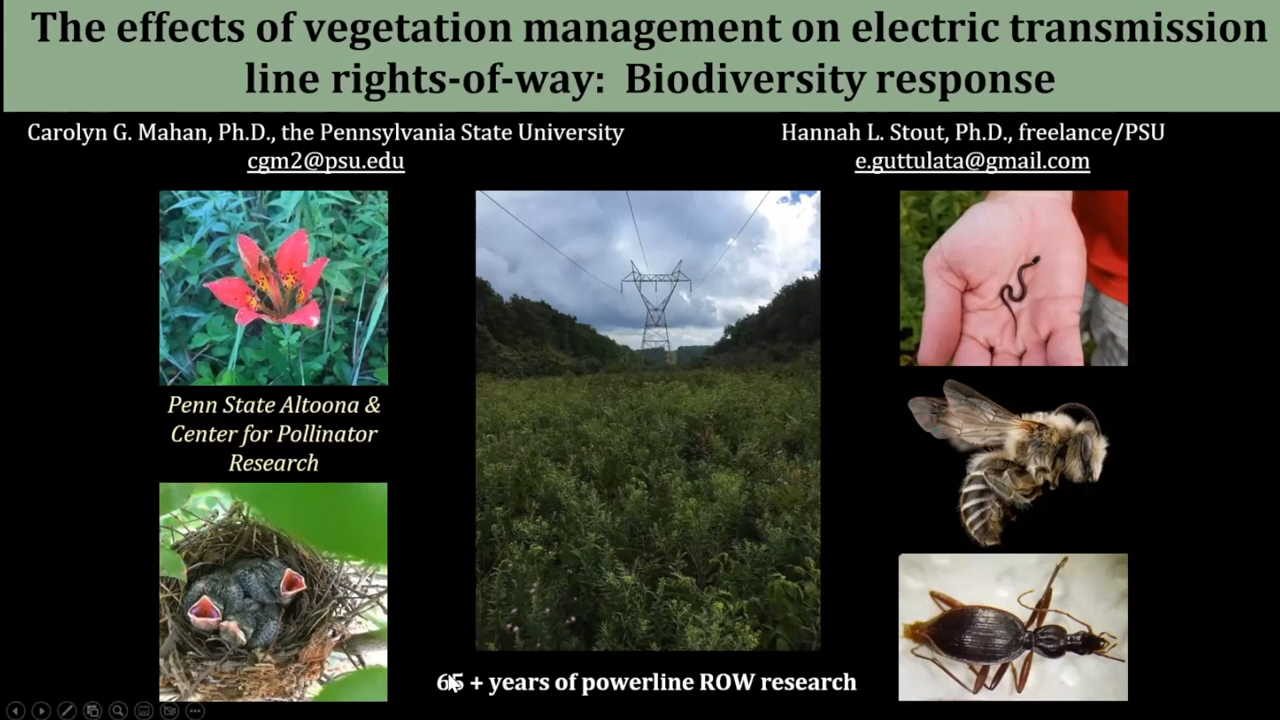 The effects of vegetation management on electric transmission
line rights-of-way: Biodiversity response
Carolyn G. Mahan, Ph.D., the Pennsylvania State University
cgm2@psu.edu
Hannah L. Stout, Ph.D., freelance/PSU
e.guttulata@gmail.com
Penn State Altoona &
Center for Pollinator
Research
65 + years of powerline ROW research